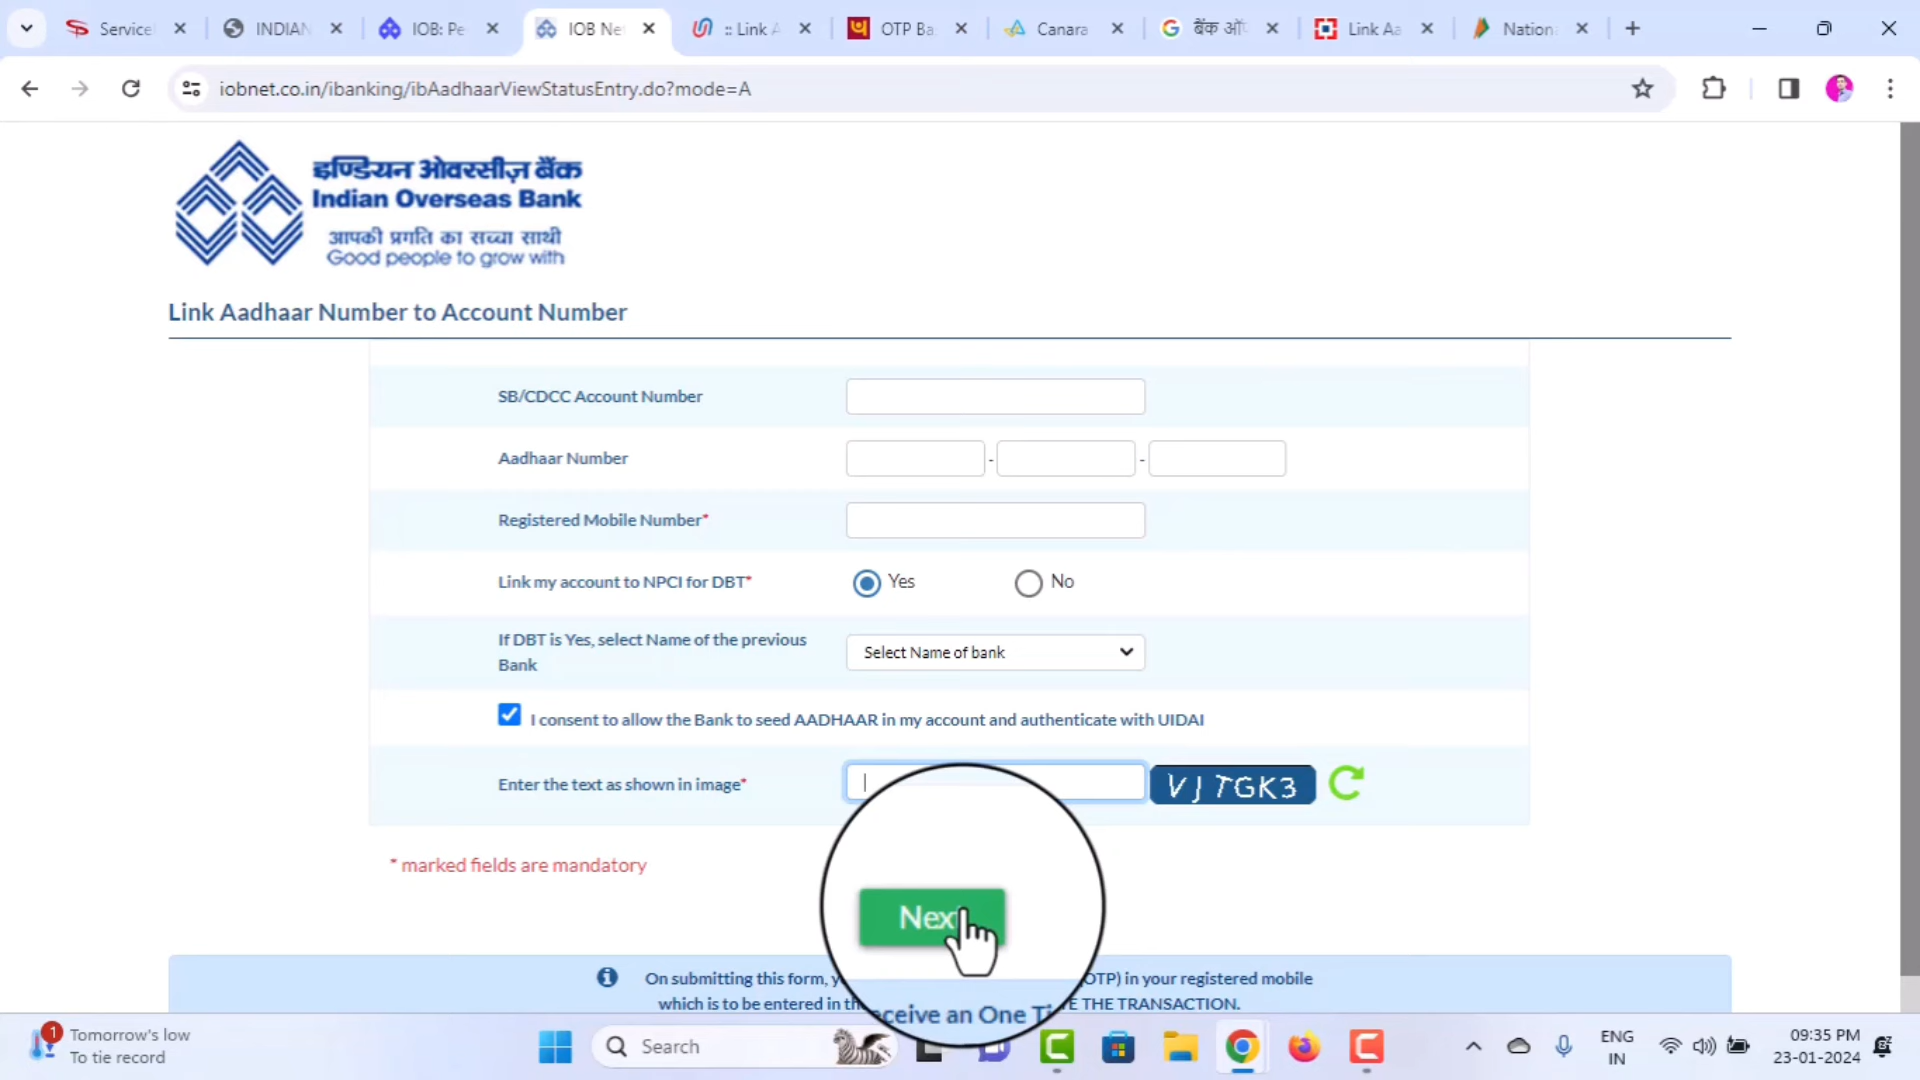 Service
INDIAN
IOB: Pe
IOB Ne
:: Link A
OTP Ba
Canara
बैंक ऑ
Link Aa
Nation
iobnet.co.in/ibanking/ibAadhaarViewStatusEntry.do?mode=A
इण्डियन ओवरसीज़ बैंक
Indian Overseas Bank
आपकी प्रगति का सच्चा साथी
Good people to grow with
Link Aadhaar Number to Account Number
SB/CDCC Account Number
Aadhaar Number - -
Registered Mobile Number*
Link my account to NPCI for DBT* Yes No
If DBT is Yes, select Name of the previous
Bank
Select Name of bank
I consent to allow the Bank to seed AADHAAR in my account and authenticate with UIDAI
Enter the text as shown in image* VJTGK3
* marked fields are mandatory
Next
On submitting this form, y OTP) in your registered mobile
which is to be entered in th E THE TRANSACTION.
ceive an One Ti
1
Tomorrow's low
To tie record
Search
ENG
IN
09:35 PM
23-01-2024